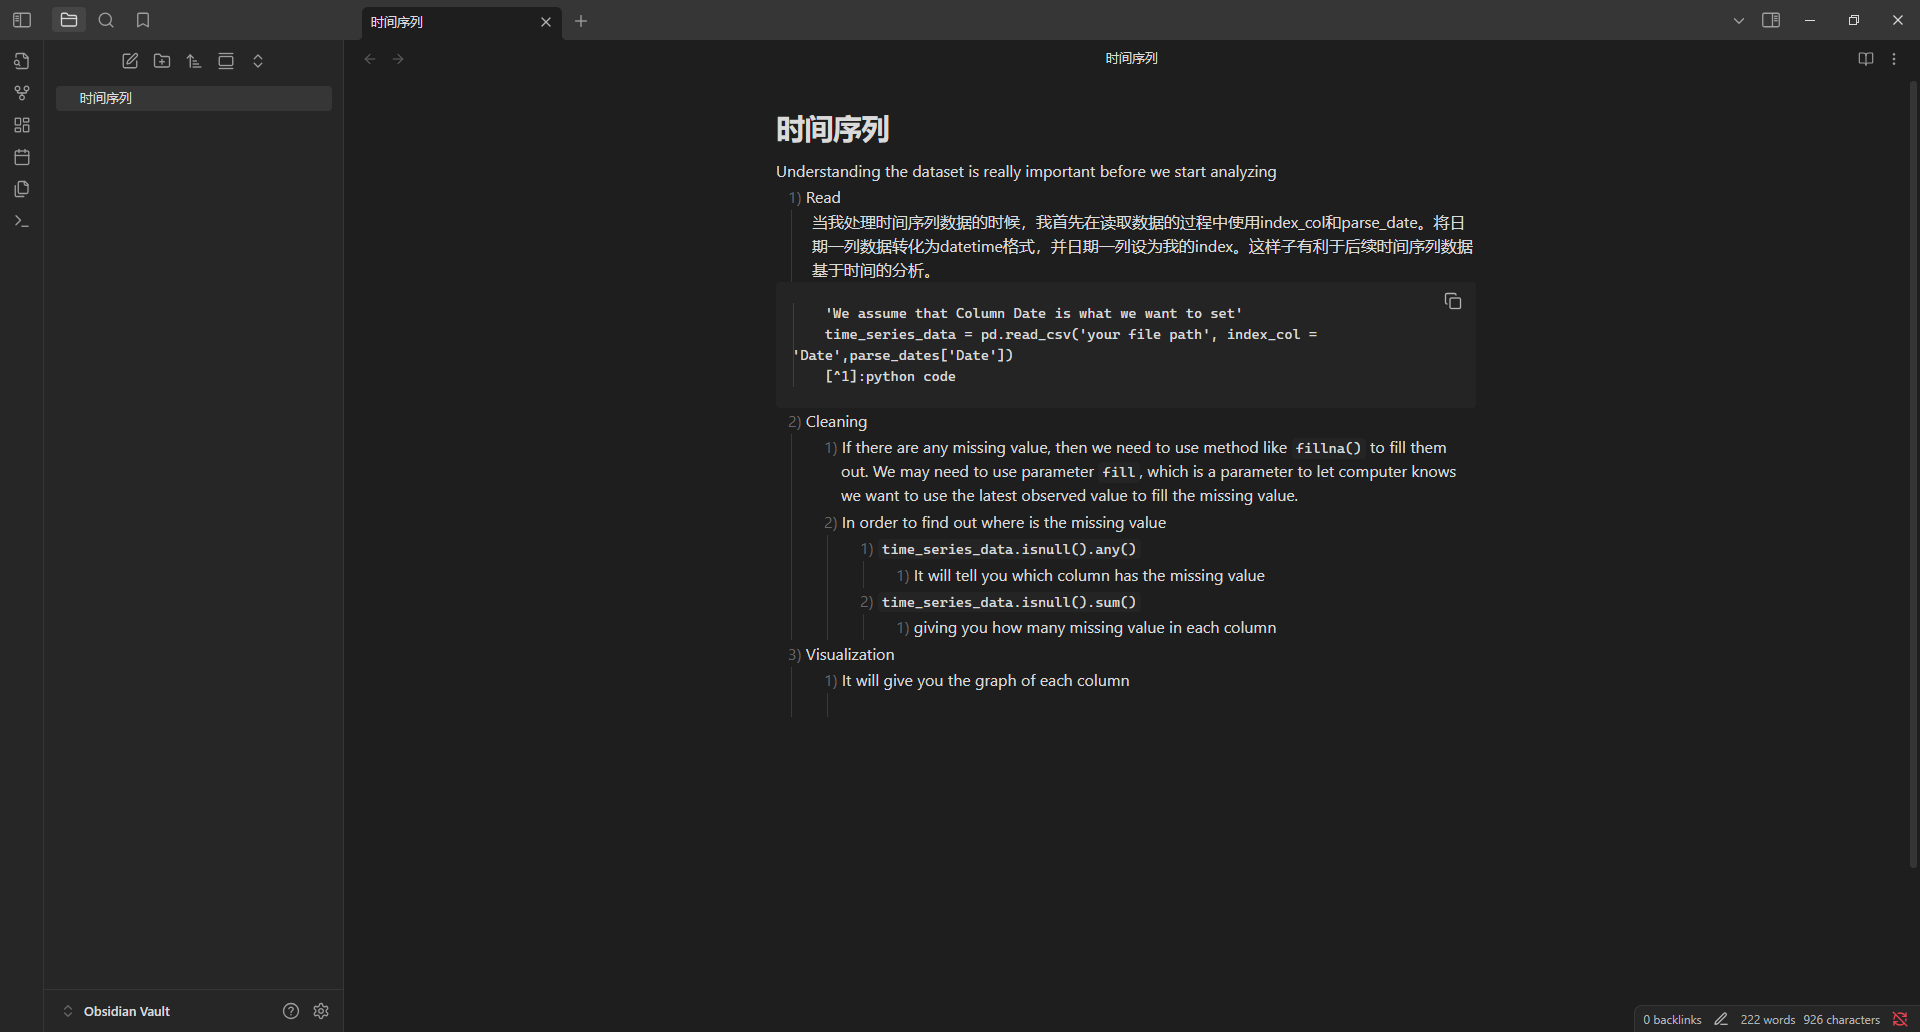 时间序列
时间序列
时间序列
时间序列
Understanding the dataset is really important before we start analyzing
1) Read
当我处理时间序列数据的时候，我首先在读取数据的过程中使用index_col和parse_date。将日
期一列数据转化为datetime格式，并日期一列设为我的index。这样子有利于后续时间序列数据
基于时间的分析。
'We assume that Column Date is what we want to set'
time_series_data = pd.read_csv('your file path', index_col =
'Date',parse_dates['Date'])
[^1]:python code
2) Cleaning
1) If there are any missing value, then we need to use method like fillna() to fill them
out. We may need to use parameter fill, which is a parameter to let computer knows
we want to use the latest observed value to fill the missing value.
2) In order to find out where is the missing value
1) time_series_data.isnull().any()
1) It will tell you which column has the missing value
2) time_series_data.isnull().sum()
1) giving you how many missing value in each column
3) Visualization
1) It will give you the graph of each column
Obsidian Vault
0 backlinks 222 words 926 characters